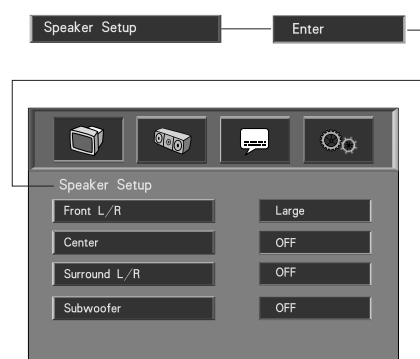 Speaker Setup Enter
Speaker Setup
Front L/R Large
Center OFF
Surround L/R OFF
Subwoofer OFF